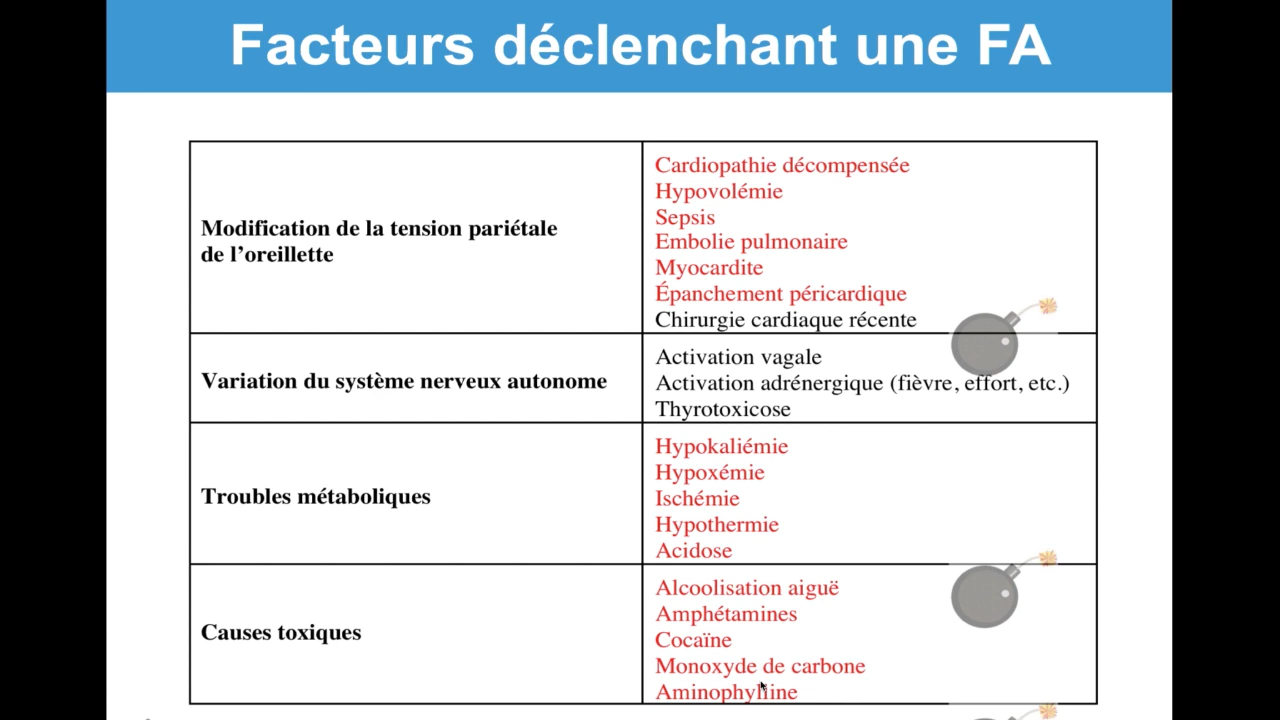 Facteurs déclenchant une FA
Modification de la tension pariétale
de l'oreillette
Cardiopathie décompensée
Hypovolémie
Sepsis
Embolie pulmonaire
Myocardite
Épanchement péricardique
Chirurgie cardiaque récente
Variation du système nerveux autonome
Activation vagale
Activation adrénergique (fièvre, effort, etc.)
Thyrotoxicose
Troubles métaboliques
Hypokaliémie
Hypoxémie
Ischémie
Hypothermie
Acidose
Causes toxiques
Alcoolisation aiguë
Amphétamines
Cocaïne
Monoxyde de carbone
Aminophylline